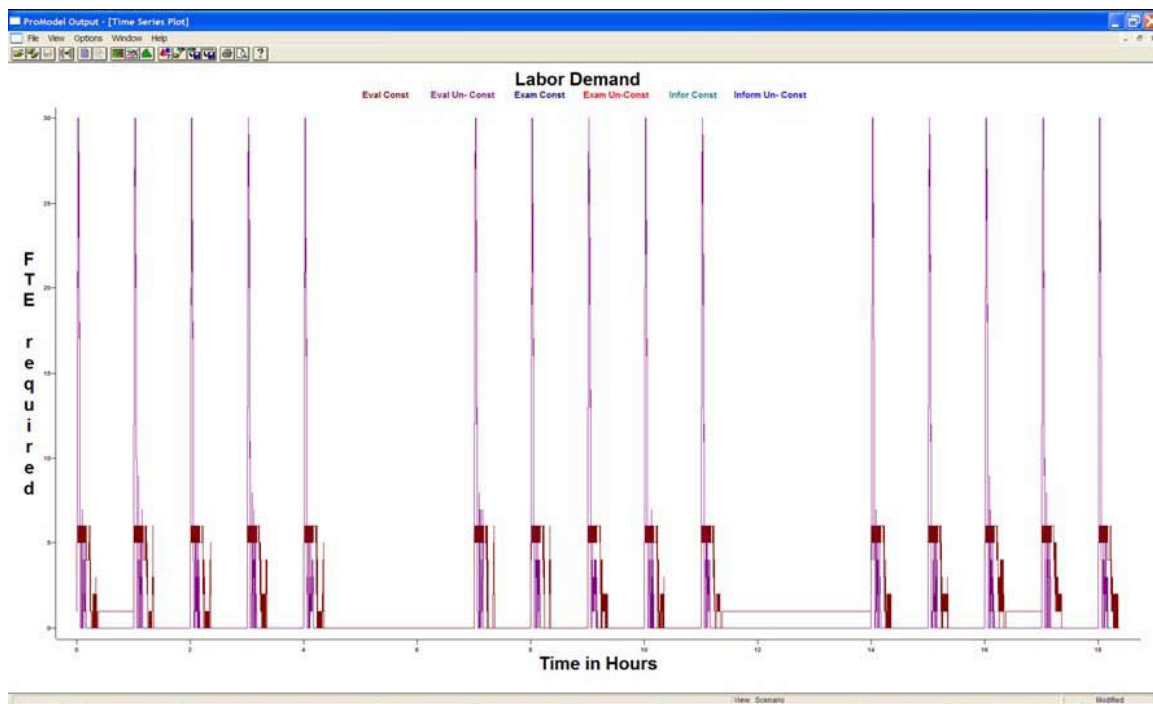 ProModel Output - [Time Series Plot]
File View Options Window Help
Labor Demand
Eval Const Eval Un- Const Exam Const Exam Un-Const Infor Const Inform Un- Const
30
25
20
15
10
5
0
FTE required
0 2 4 6 8 10 12 14 16 18
Time in Hours
View: Scenario Modified